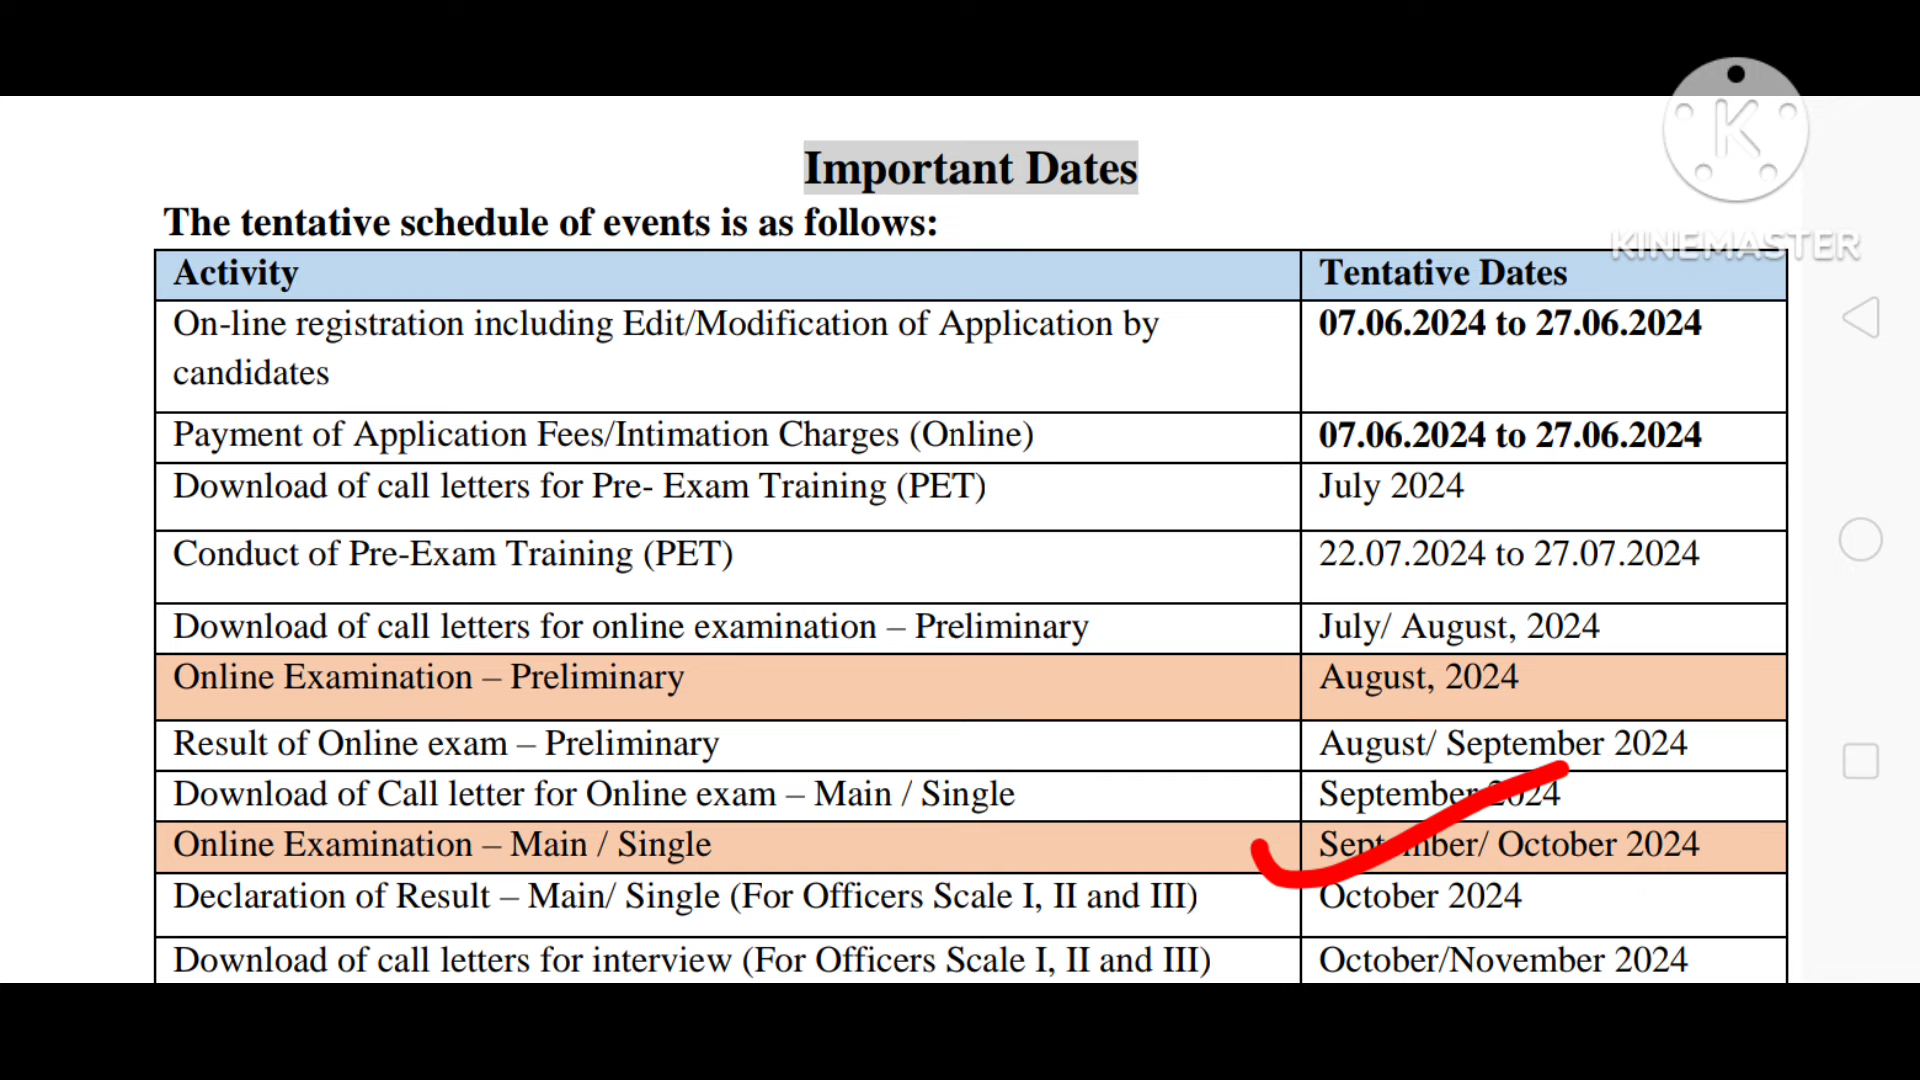 K
KINEMASTER
Important Dates
The tentative schedule of events is as follows:
Activity Tentative Dates
On-line registration including Edit/Modification of Application by 07.06.2024 to 27.06.2024
candidates
Payment of Application Fees/Intimation Charges (Online) 07.06.2024 to 27.06.2024
Download of call letters for Pre- Exam Training (PET) July 2024
Conduct of Pre-Exam Training (PET) 22.07.2024 to 27.07.2024
Download of call letters for online examination – Preliminary July/ August, 2024
Online Examination – Preliminary August, 2024
Result of Online exam – Preliminary August/ September 2024
Download of Call letter for Online exam – Main / Single September 2024
Online Examination – Main / Single September/ October 2024
Declaration of Result – Main/ Single (For Officers Scale I, II and III) October 2024
Download of call letters for interview (For Officers Scale I, II and III) October/November 2024